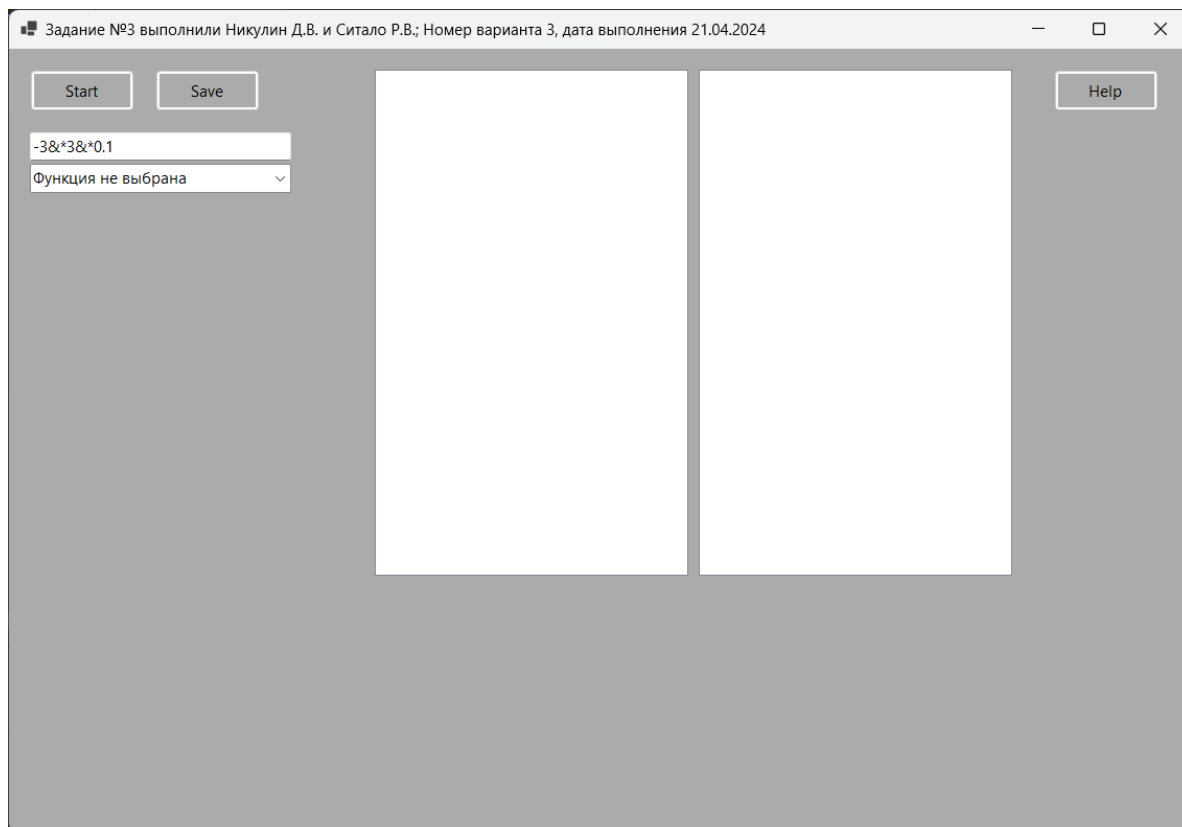 Задание №3 выполнили Никулин Д.В. и Ситало Р.В.; Номер варианта 3, дата выполнения 21.04.2024
Start Save Help
-3&*3&*0.1
Функция не выбрана